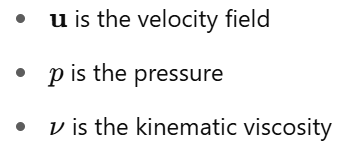 • u is the velocity field
• p is the pressure
• ν is the kinematic viscosity